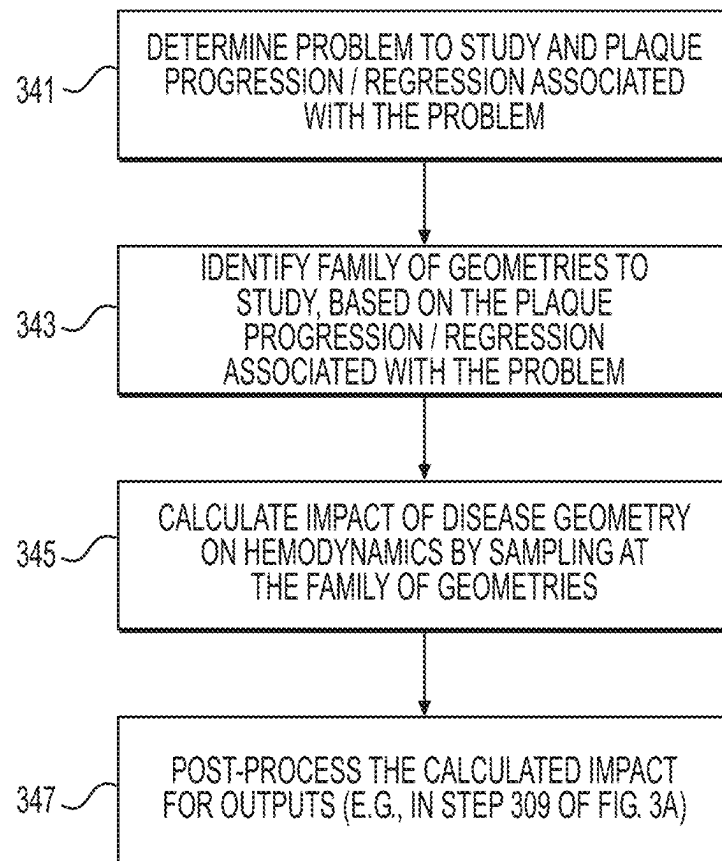 341
DETERMINE PROBLEM TO STUDY AND PLAQUE
PROGRESSION / REGRESSION ASSOCIATED
WITH THE PROBLEM
343
IDENTIFY FAMILY OF GEOMETRIES TO
STUDY, BASED ON THE PLAQUE
PROGRESSION / REGRESSION
ASSOCIATED WITH THE PROBLEM
345
CALCULATE IMPACT OF DISEASE GEOMETRY
ON HEMODYNAMICS BY SAMPLING AT
THE FAMILY OF GEOMETRIES
347
POST-PROCESS THE CALCULATED IMPACT
FOR OUTPUTS (E.G., IN STEP 309 OF FIG. 3A)